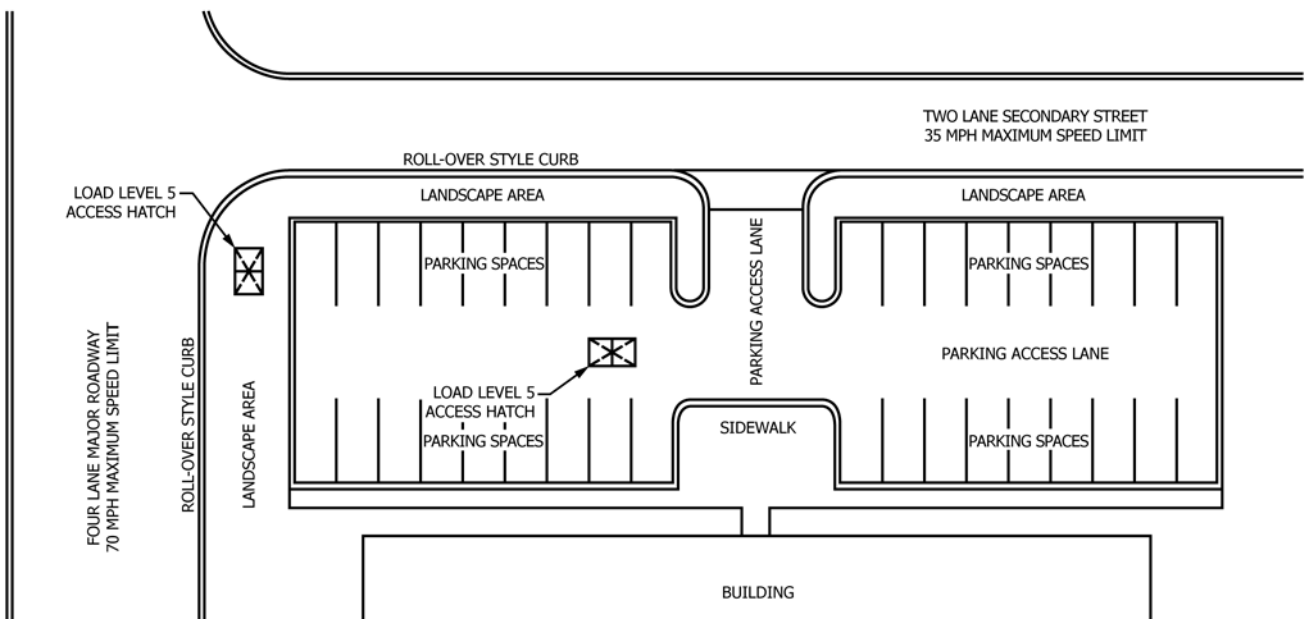 TWO LANE SECONDARY STREET
35 MPH MAXIMUM SPEED LIMIT
ROLL-OVER STYLE CURB
LOAD LEVEL 5
ACCESS HATCH
LANDSCAPE AREA
LANDSCAPE AREA
PARKING SPACES
PARKING SPACES
PARKING ACCESS LANE
PARKING ACCESS LANE
LOAD LEVEL 5
ACCESS HATCH
FOUR LANE MAJOR ROADWAY
70 MPH MAXIMUM SPEED LIMIT
ROLL-OVER STYLE CURB
LANDSCAPE AREA
PARKING SPACES
SIDEWALK
PARKING SPACES
BUILDING